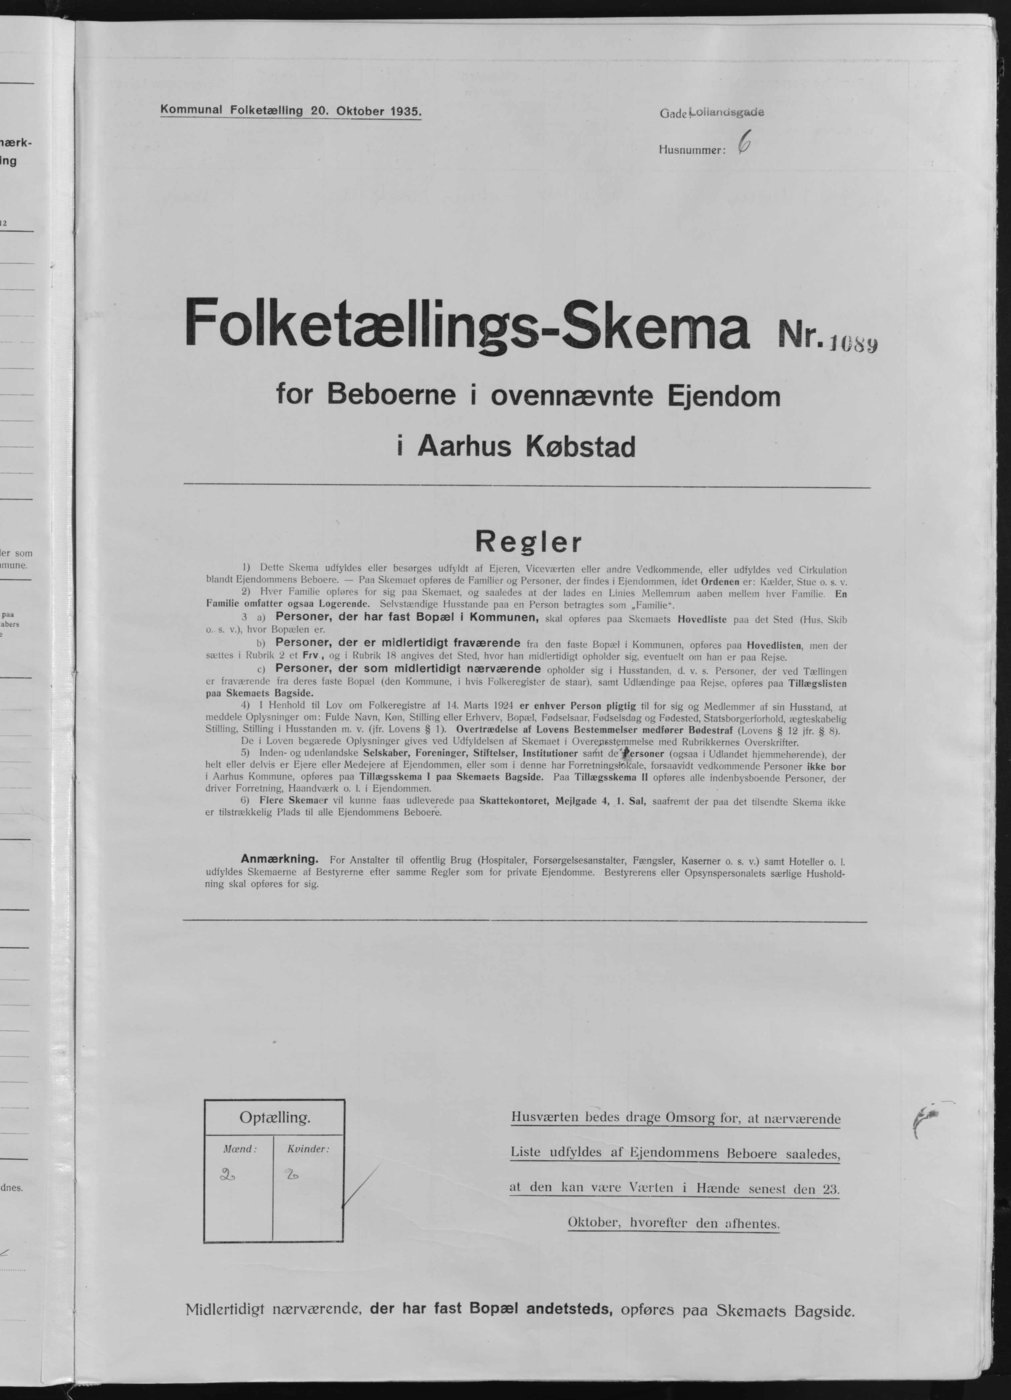 Kommunal Folketælling 20. Oktober 1935.
Gade: Lollandsgade
Husnummer: 6
Folketællings-Skema Nr. 1089
for Beboerne i ovennævnte Ejendom
i Aarhus Købstad
Regler
1) Dette Skema udfyldes eller besørges udfyldt af Ejeren, Viceværten eller andre Vedkommende, eller udfyldes ved Cirkulation
blandt Ejendommens Beboere. — Paa Skemaet opføres de Familier og Personer, der findes i Ejendommen, idet Ordenen er: Kælder, Stue o. s. v.
2) Hver Familie opføres for sig paa Skemaet, og saaledes at der lades en Linies Mellemrum aaben mellem hver Familie. En
Familie omfatter ogsaa Logerende. Selvstændige Husstande paa en Person betragtes som „Familie".
3 a) Personer, der har fast Bopæl i Kommunen, skal opføres paa Skemaets Hovedliste paa det Sted (Hus, Skib
o. s. v.), hvor Bopælen er.
b) Personer, der er midlertidigt fraværende fra den faste Bopæl i Kommunen, opføres paa Hovedlisten, men der
sættes i Rubrik 2 et Frv., og i Rubrik 18 angives det Sted, hvor han midlertidigt opholder sig, eventuelt om han er paa Rejse.
c) Personer, der som midlertidigt nærværende opholder sig i Husstanden, d. v. s. Personer, der ved Tællingen
er fraværende fra deres faste Bopæl (den Kommune, i hvis Folkeregister de staar), samt Udlændinge paa Rejse, opføres paa Tillægslisten
paa Skemaets Bagside.
4) I Henhold til Lov om Folkeregistre af 14. Marts 1924 er enhver Person pligtig til for sig og Medlemmer af sin Husstand, at
meddele Oplysninger om: Fulde Navn, Køn, Stilling eller Erhverv, Bopæl, Fødselsaar, Fødselsdag og Fødested, Statsborgerforhold, ægteskabelig
Stilling, Stilling i Husstanden m. v. (jfr. Lovens § 1). Overtrædelse af Lovens Bestemmelser medfører Bødestraf (Lovens § 12 jfr. § 8).
De i Loven begærede Oplysninger gives ved Udfyldelsen af Skemaet i Overensstemmelse med Rubrikkernes Overskrifter.
5) Inden- og udenlandske Selskaber, Foreninger, Stiftelser, Institutioner samt de Personer (ogsaa i Udlandet hjemmehørende), der
helt eller delvis er Ejere eller Medejere af Ejendommen, eller som i denne har Forretningslokale, forsaavidt vedkommende Personer ikke bor
i Aarhus Kommune, opføres paa Tillægsskema I paa Skemaets Bagside. Paa Tillægsskema II opføres alle indenbysboende Personer, der
driver Forretning, Haandværk o. l. i Ejendommen.
6) Flere Skemaer vil kunne faas udleverede paa Skattekontoret, Mejlgade 4, 1. Sal, saafremt der paa det tilsendte Skema ikke
er tilstrækkelig Plads til alle Ejendommens Beboere.
Anmærkning. For Anstalter til offentlig Brug (Hospitaler, Forsørgelsesanstalter, Fængsler, Kaserner o. s. v.) samt Hoteller o. l.
udfyldes Skemaerne af Bestyrerne efter samme Regler som for private Ejendomme. Bestyrerens eller Opsynspersonalets særlige Hushold-
ning skal opføres for sig.
Optælling.
Mænd: Kvinder:
2 2
Husværten bedes drage Omsorg for, at nærværende
Liste udfyldes af Ejendommens Beboere saaledes,
at den kan være Værten i Hænde senest den 23.
Oktober, hvorefter den afhentes.
Midlertidigt nærværende, der har fast Bopæl andetsteds, opføres paa Skemaets Bagside.